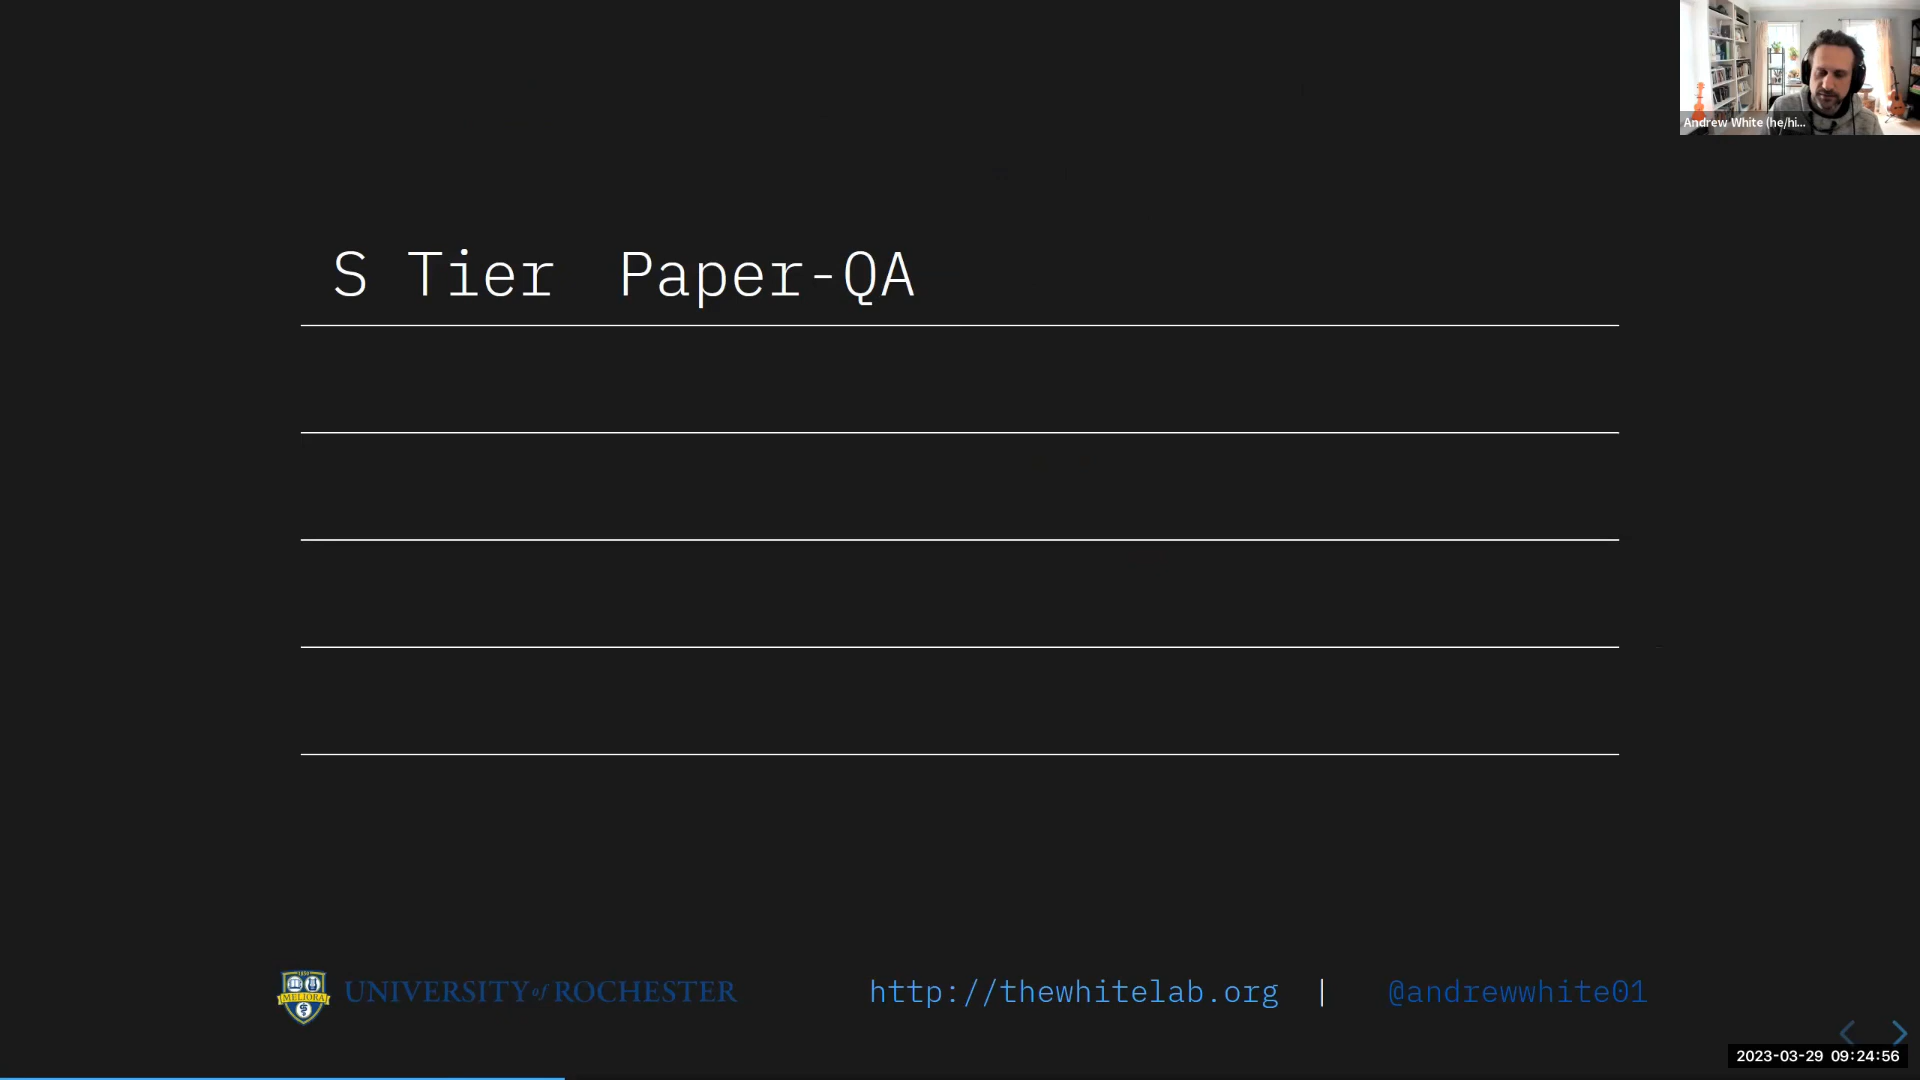 Andrew White (he/hi...
S Tier Paper-QA
MELIORA
UNIVERSITY of ROCHESTER
http://thewhitelab.org | @andrewwhite01
2023-03-29 09:24:56